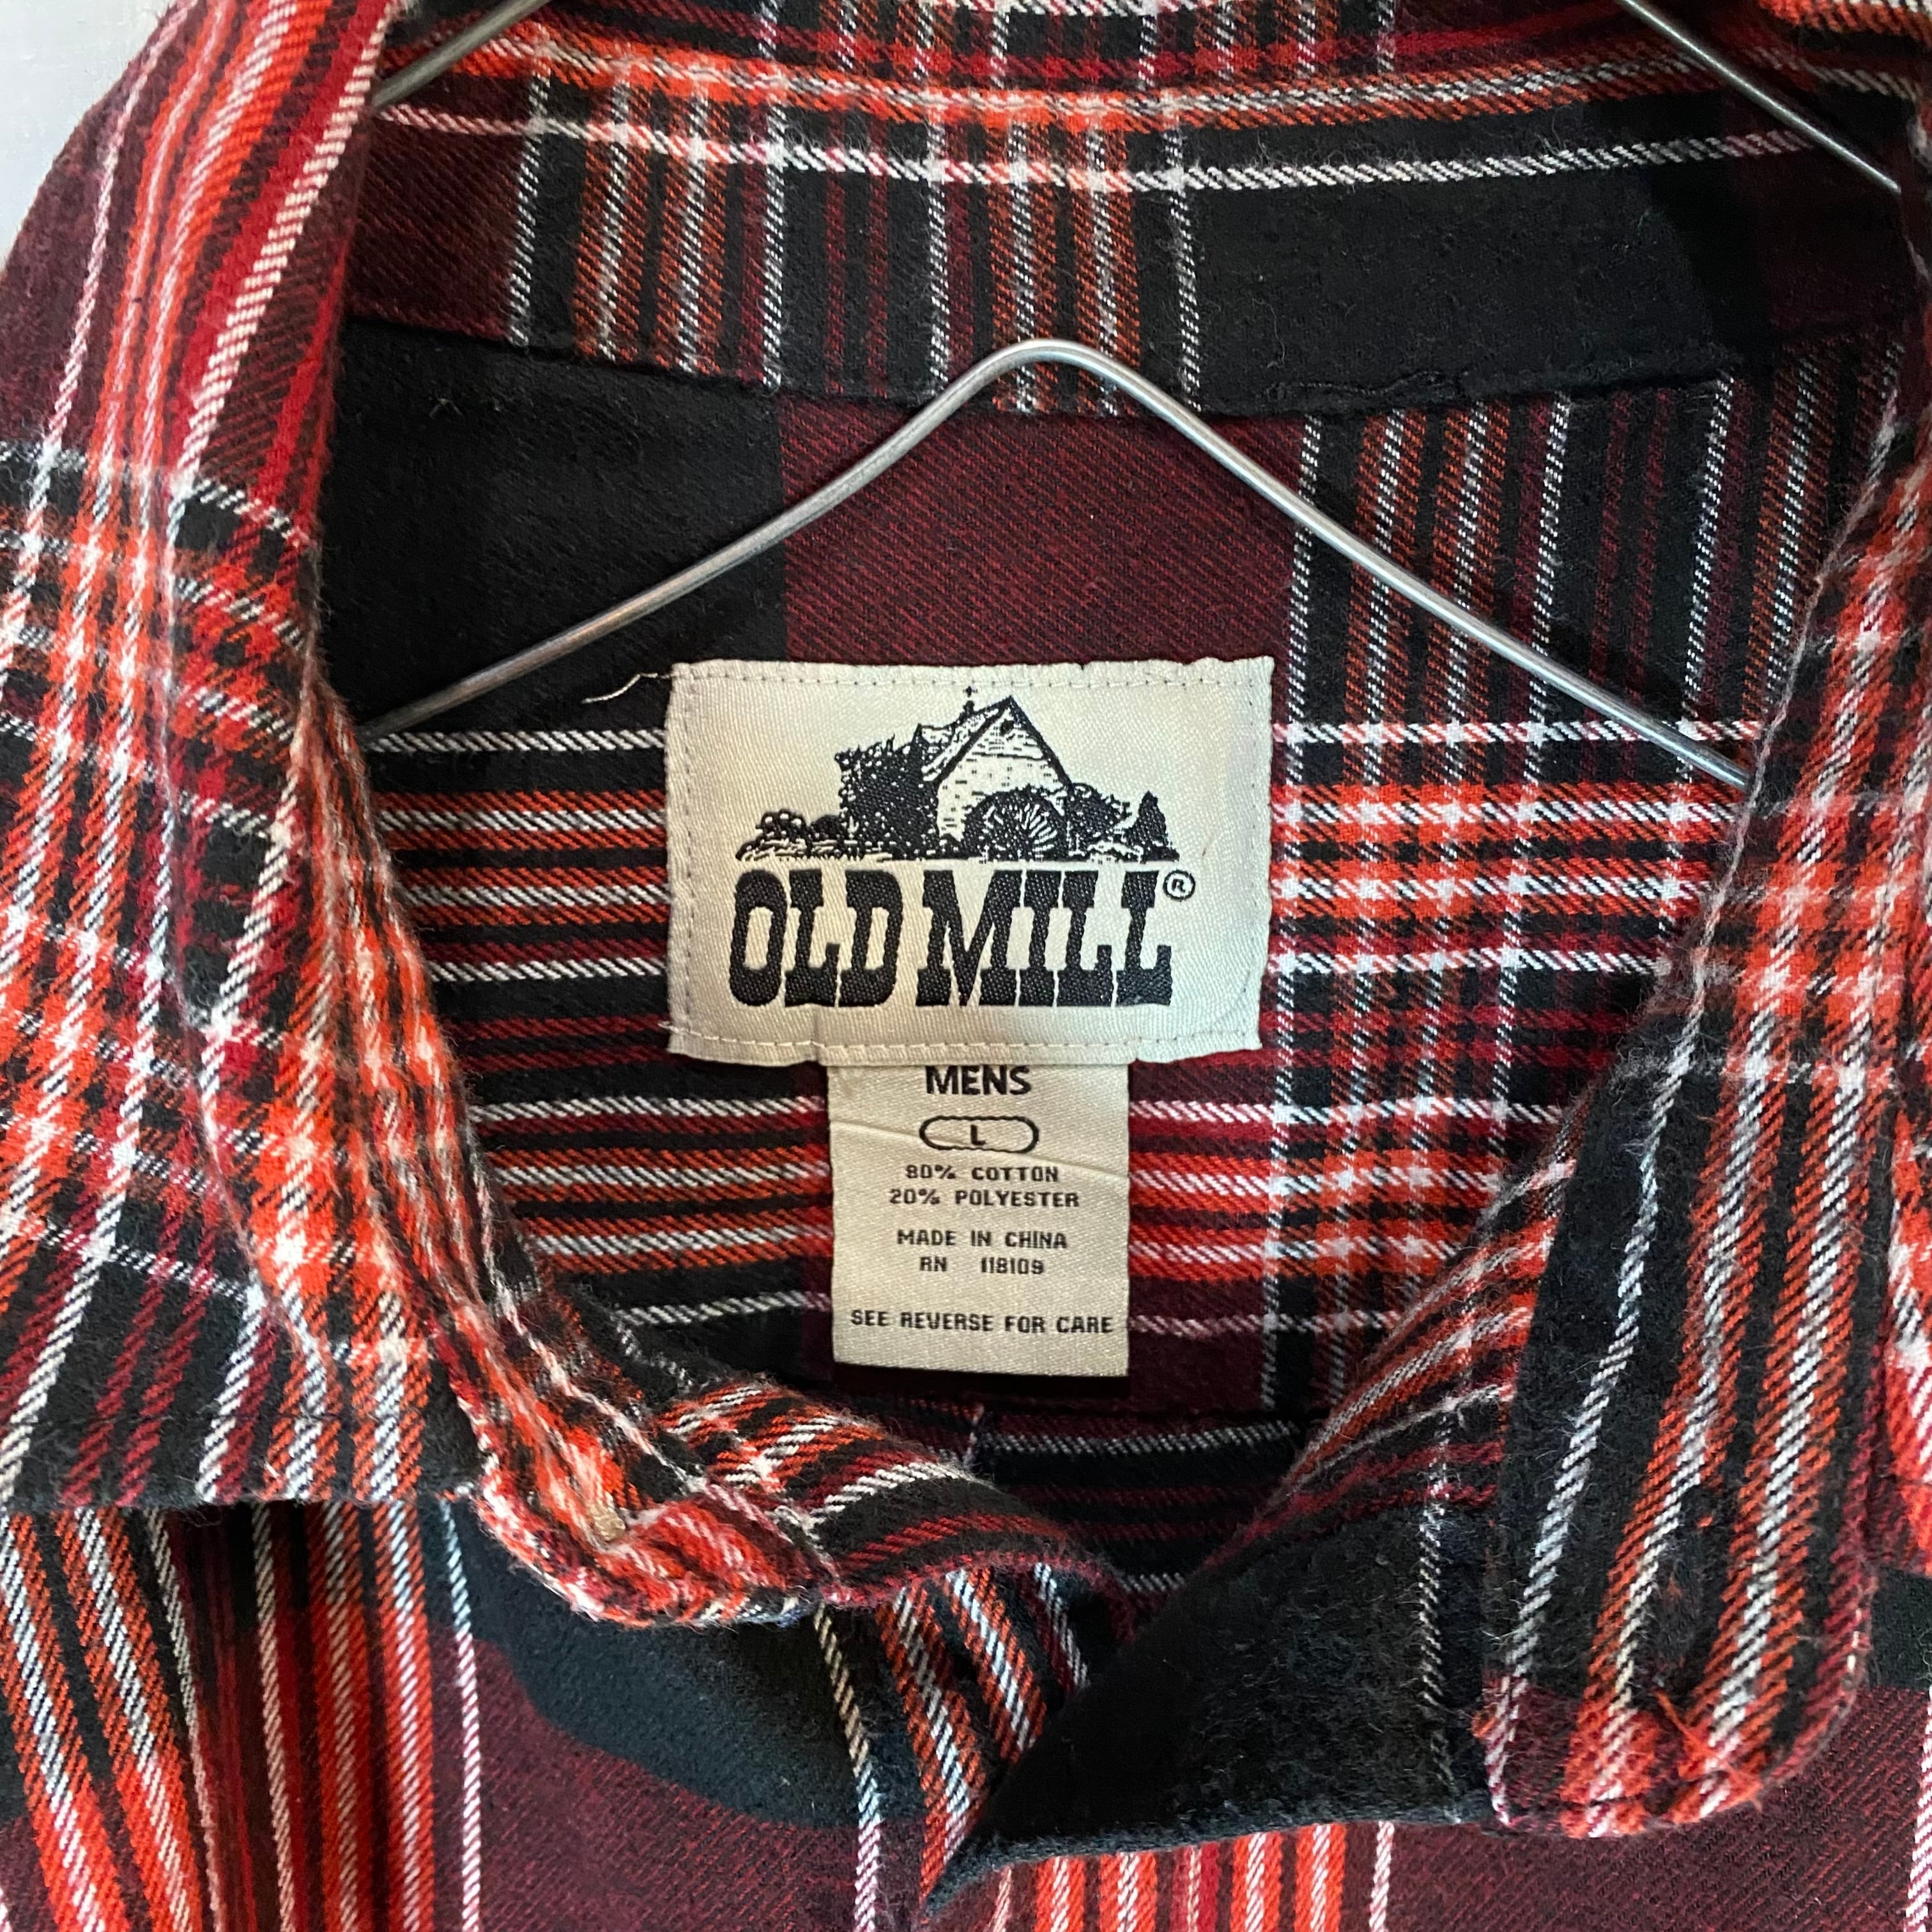 OLD MILL®
MENS
L
80% COTTON
20% POLYESTER
MADE IN CHINA
RN 118109
SEE REVERSE FOR CARE